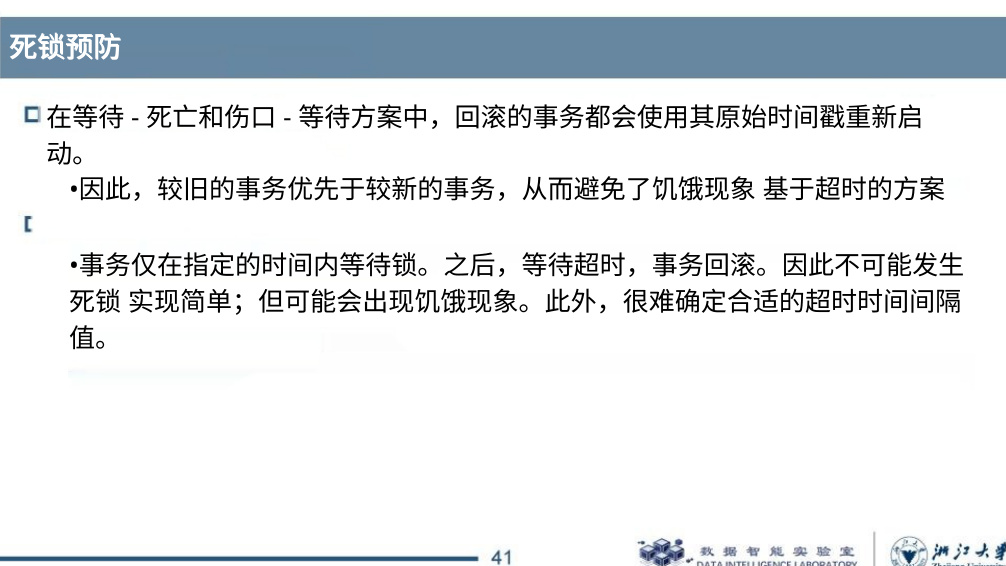 死锁预防
在等待 - 死亡和伤口 - 等待方案中，回滚的事务都会使用其原始时间戳重新启
动。
•因此，较旧的事务优先于较新的事务，从而避免了饥饿现象 基于超时的方案
•事务仅在指定的时间内等待锁。之后，等待超时，事务回滚。因此不可能发生
死锁 实现简单；但可能会出现饥饿现象。此外，很难确定合适的超时时间间隔
值。
41
数据智能实验室
DATA INTELLIGENCE LABORATORY
浙江大学